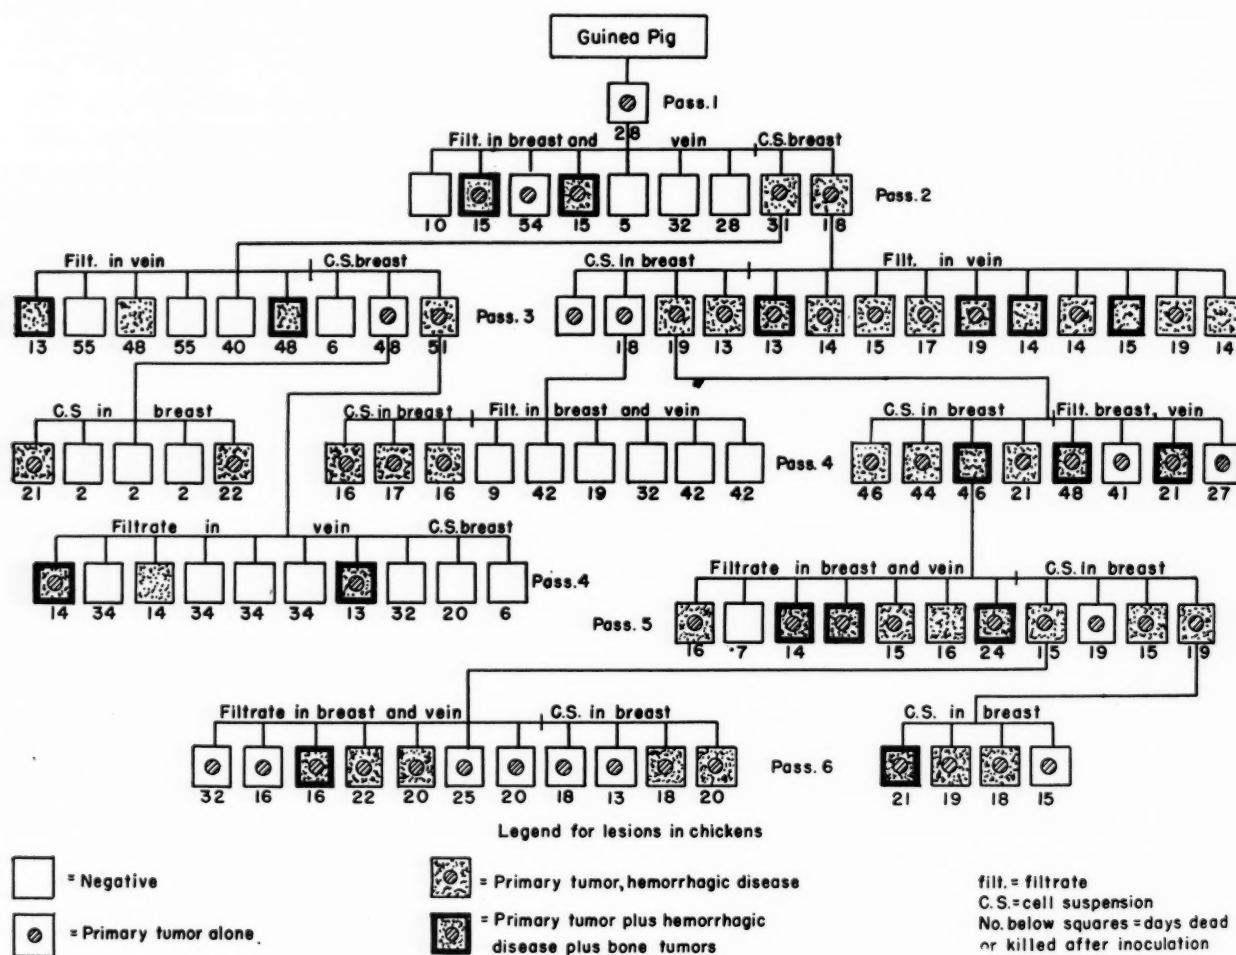 Guinea Pig
Pass. 1
28
Filt. in breast and vein C.S. breast
Pass. 2
10 15 54 15 5 32 28 31 18
Filt. in vein C.S. breast C.S. in breast Filt. in vein
Pass. 3
13 55 48 55 40 48 6 48 51 18 19 13 13 14 15 17 19 14 14 15 19 14
C.S in breast C.S. in breast Filt. in breast and vein C.S. in breast Filt. breast, vein
Pass. 4
21 2 2 2 22 16 17 16 9 42 19 32 42 42 46 44 46 21 48 41 21 27
Filtrate in vein C.S. breast
Pass. 4
14 34 14 34 34 34 13 32 20 6
Filtrate in breast and vein C.S. in breast
Pass. 5
16 7 14 15 16 24 15 19 15 19
Filtrate in breast and vein C.S. in breast C.S. in breast
Pass. 6
32 16 16 22 20 25 20 18 13 18 20 21 19 18 15
Legend for lesions in chickens
= Negative
= Primary tumor alone
= Primary tumor, hemorrhagic disease
= Primary tumor plus hemorrhagic
disease plus bone tumors
filt. = filtrate
C.S. = cell suspension
No. below squares = days dead
or killed after inoculation